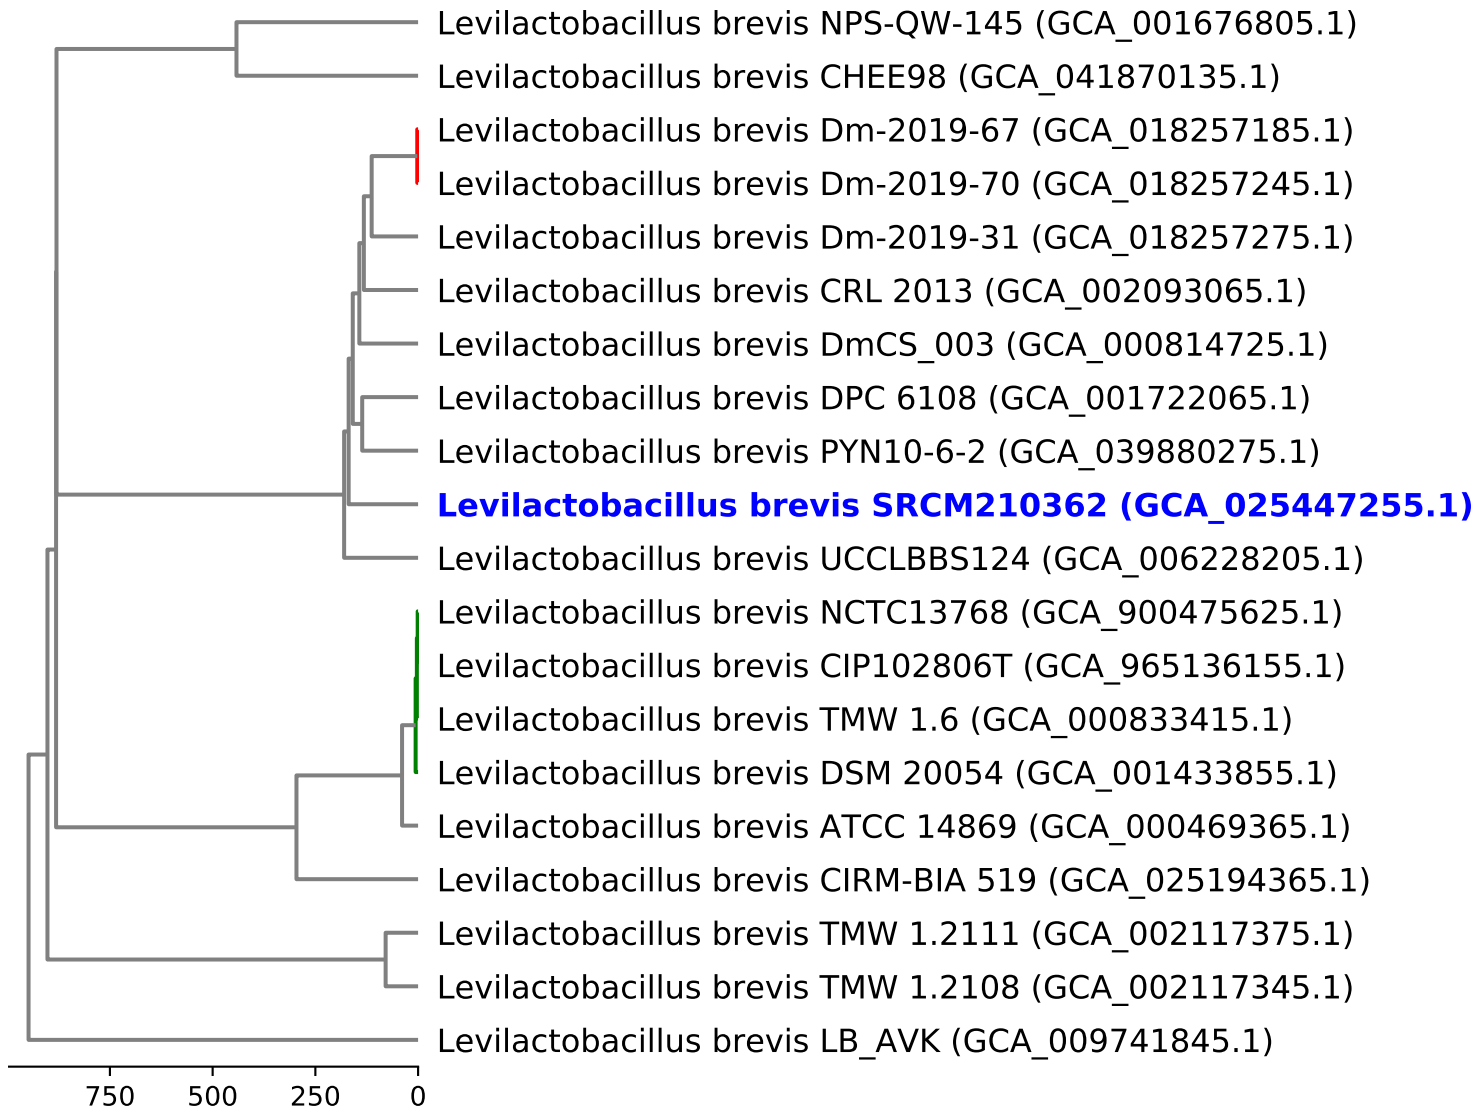 Levilactobacillus brevis NPS-QW-145 (GCA_001676805.1)
Levilactobacillus brevis CHEE98 (GCA_041870135.1)
Levilactobacillus brevis Dm-2019-67 (GCA_018257185.1)
Levilactobacillus brevis Dm-2019-70 (GCA_018257245.1)
Levilactobacillus brevis Dm-2019-31 (GCA_018257275.1)
Levilactobacillus brevis CRL 2013 (GCA_002093065.1)
Levilactobacillus brevis DmCS_003 (GCA_000814725.1)
Levilactobacillus brevis DPC 6108 (GCA_001722065.1)
Levilactobacillus brevis PYN10-6-2 (GCA_039880275.1)
Levilactobacillus brevis SRCM210362 (GCA_025447255.1)
Levilactobacillus brevis UCCLBBS124 (GCA_006228205.1)
Levilactobacillus brevis NCTC13768 (GCA_900475625.1)
Levilactobacillus brevis CIP102806T (GCA_965136155.1)
Levilactobacillus brevis TMW 1.6 (GCA_000833415.1)
Levilactobacillus brevis DSM 20054 (GCA_001433855.1)
Levilactobacillus brevis ATCC 14869 (GCA_000469365.1)
Levilactobacillus brevis CIRM-BIA 519 (GCA_025194365.1)
Levilactobacillus brevis TMW 1.2111 (GCA_002117375.1)
Levilactobacillus brevis TMW 1.2108 (GCA_002117345.1)
Levilactobacillus brevis LB_AVK (GCA_009741845.1)
750 500 250 0